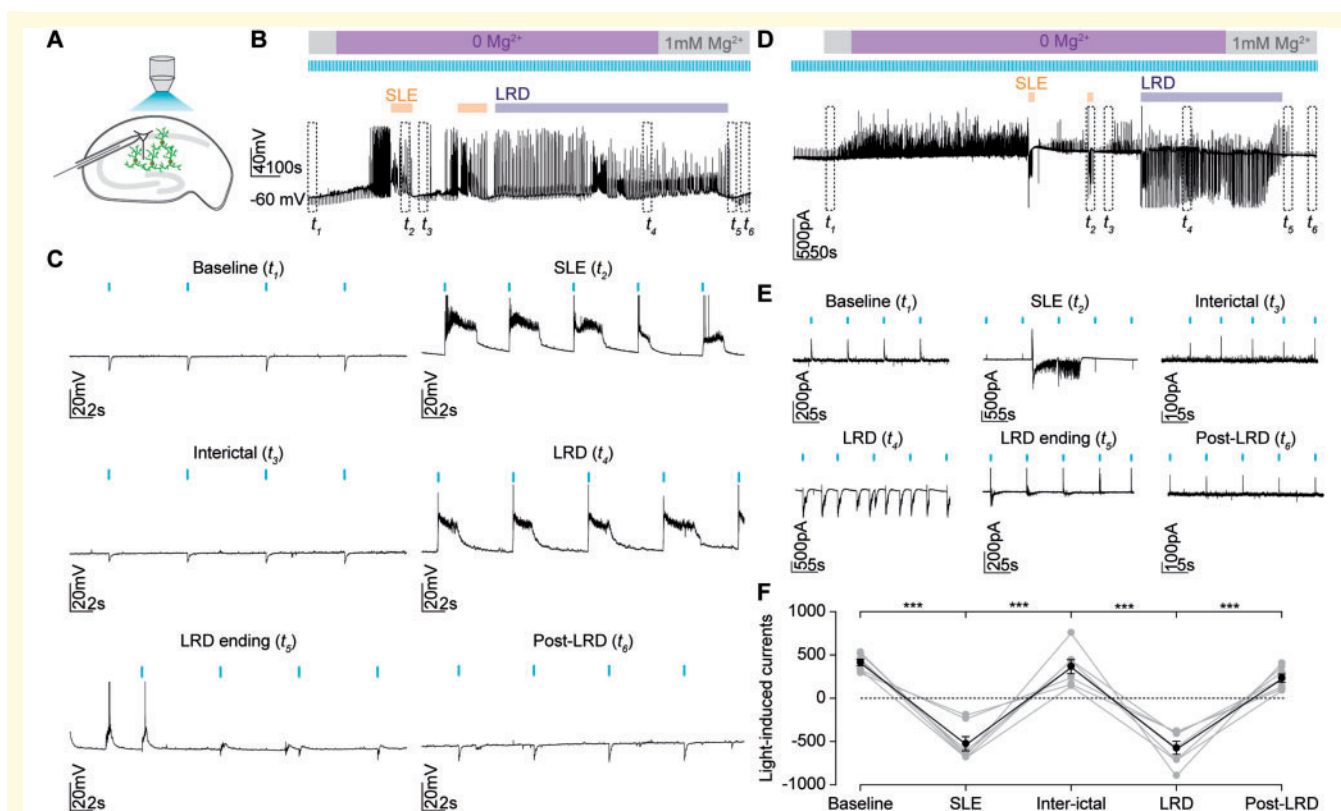 A
B
0 Mg2+
1mM Mg2+
SLE
LRD
40mV
100s
-60 mV
t1
t2
t3
t4
t5
t6
D
0 Mg2+
1mM Mg2+
SLE
LRD
500pA
50s
t1
t2
t3
t4
t5
t6
C
Baseline (t1)
20mV
2s
SLE (t2)
20mV
2s
Interictal (t3)
20mV
2s
LRD (t4)
20mV
2s
LRD ending (t5)
20mV
2s
Post-LRD (t6)
20mV
2s
E
Baseline (t1)
200pA
5s
SLE (t2)
500pA
5s
Interictal (t3)
100pA
5s
LRD (t4)
500pA
5s
LRD ending (t5)
200pA
5s
Post-LRD (t6)
100pA
5s
F
Light-induced currents
1000
500
0
-500
-1000
*** *** *** ***
Baseline SLE Inter-ictal LRD Post-LRD